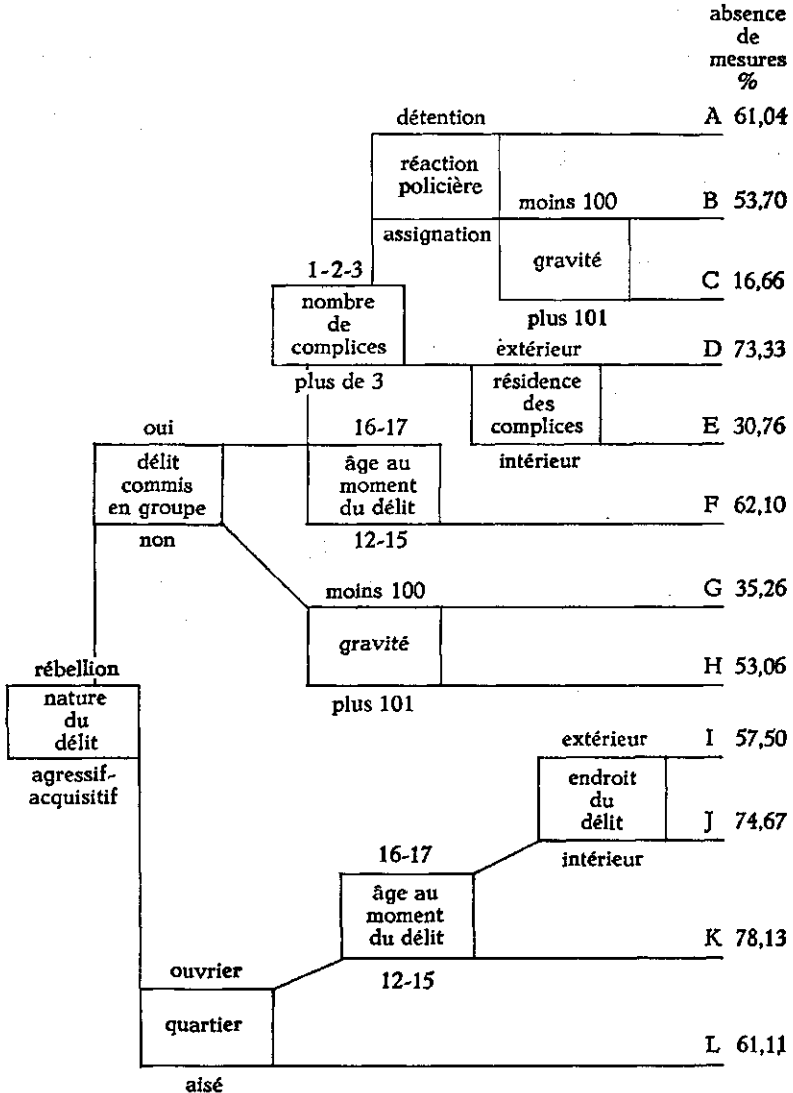 absence
de
mesures
%
détention
A 61,04
réaction
policière
moins 100
B 53,70
assignation
gravité
1-2-3
C 16,66
nombre
de
complices
plus 101
extérieur
D 73,33
plus de 3
résidence
des
complices
oui
16-17
E 30,76
intérieur
délit
commis
en groupe
âge au
moment
du délit
F 62,10
non
12-15
moins 100
G 35,26
gravité
rébellion
H 53,06
plus 101
nature
du
délit
extérieur
I 57,50
agressif-
acquisitif
endroit
du
délit
J 74,67
16-17
intérieur
âge au
moment
du délit
K 78,13
ouvrier
12-15
quartier
L 61,11
aisé